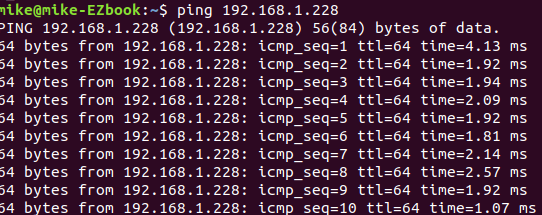 mike@mike-EZbook:~$ ping 192.168.1.228
PING 192.168.1.228 (192.168.1.228) 56(84) bytes of data.
64 bytes from 192.168.1.228: icmp_seq=1 ttl=64 time=4.13 ms
64 bytes from 192.168.1.228: icmp_seq=2 ttl=64 time=1.92 ms
64 bytes from 192.168.1.228: icmp_seq=3 ttl=64 time=1.94 ms
64 bytes from 192.168.1.228: icmp_seq=4 ttl=64 time=2.09 ms
64 bytes from 192.168.1.228: icmp_seq=5 ttl=64 time=1.92 ms
64 bytes from 192.168.1.228: icmp_seq=6 ttl=64 time=1.81 ms
64 bytes from 192.168.1.228: icmp_seq=7 ttl=64 time=2.14 ms
64 bytes from 192.168.1.228: icmp_seq=8 ttl=64 time=2.57 ms
64 bytes from 192.168.1.228: icmp_seq=9 ttl=64 time=1.92 ms
64 bytes from 192.168.1.228: icmp_seq=10 ttl=64 time=1.07 ms